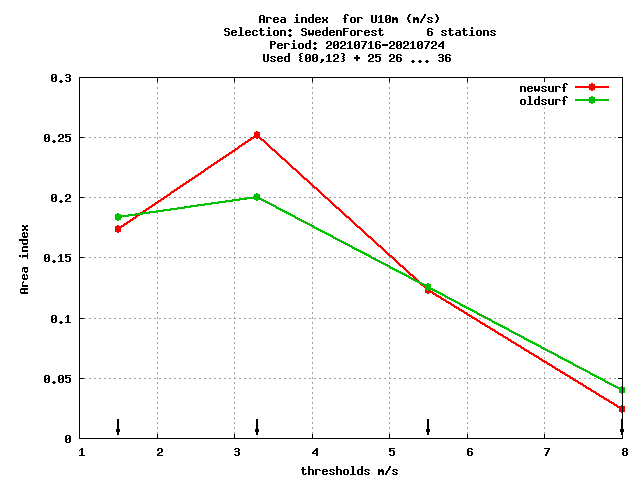 Area index  for U10m (m/s)
Selection: SwedenForest      6 stations
Period: 20210716-20210724
Used {00,12} + 25 26 ... 36
0.3
newsurf
oldsurf
0.25
0.2
0.15
0.1
0.05
0
Area index
1 2 3 4 5 6 7 8
thresholds m/s